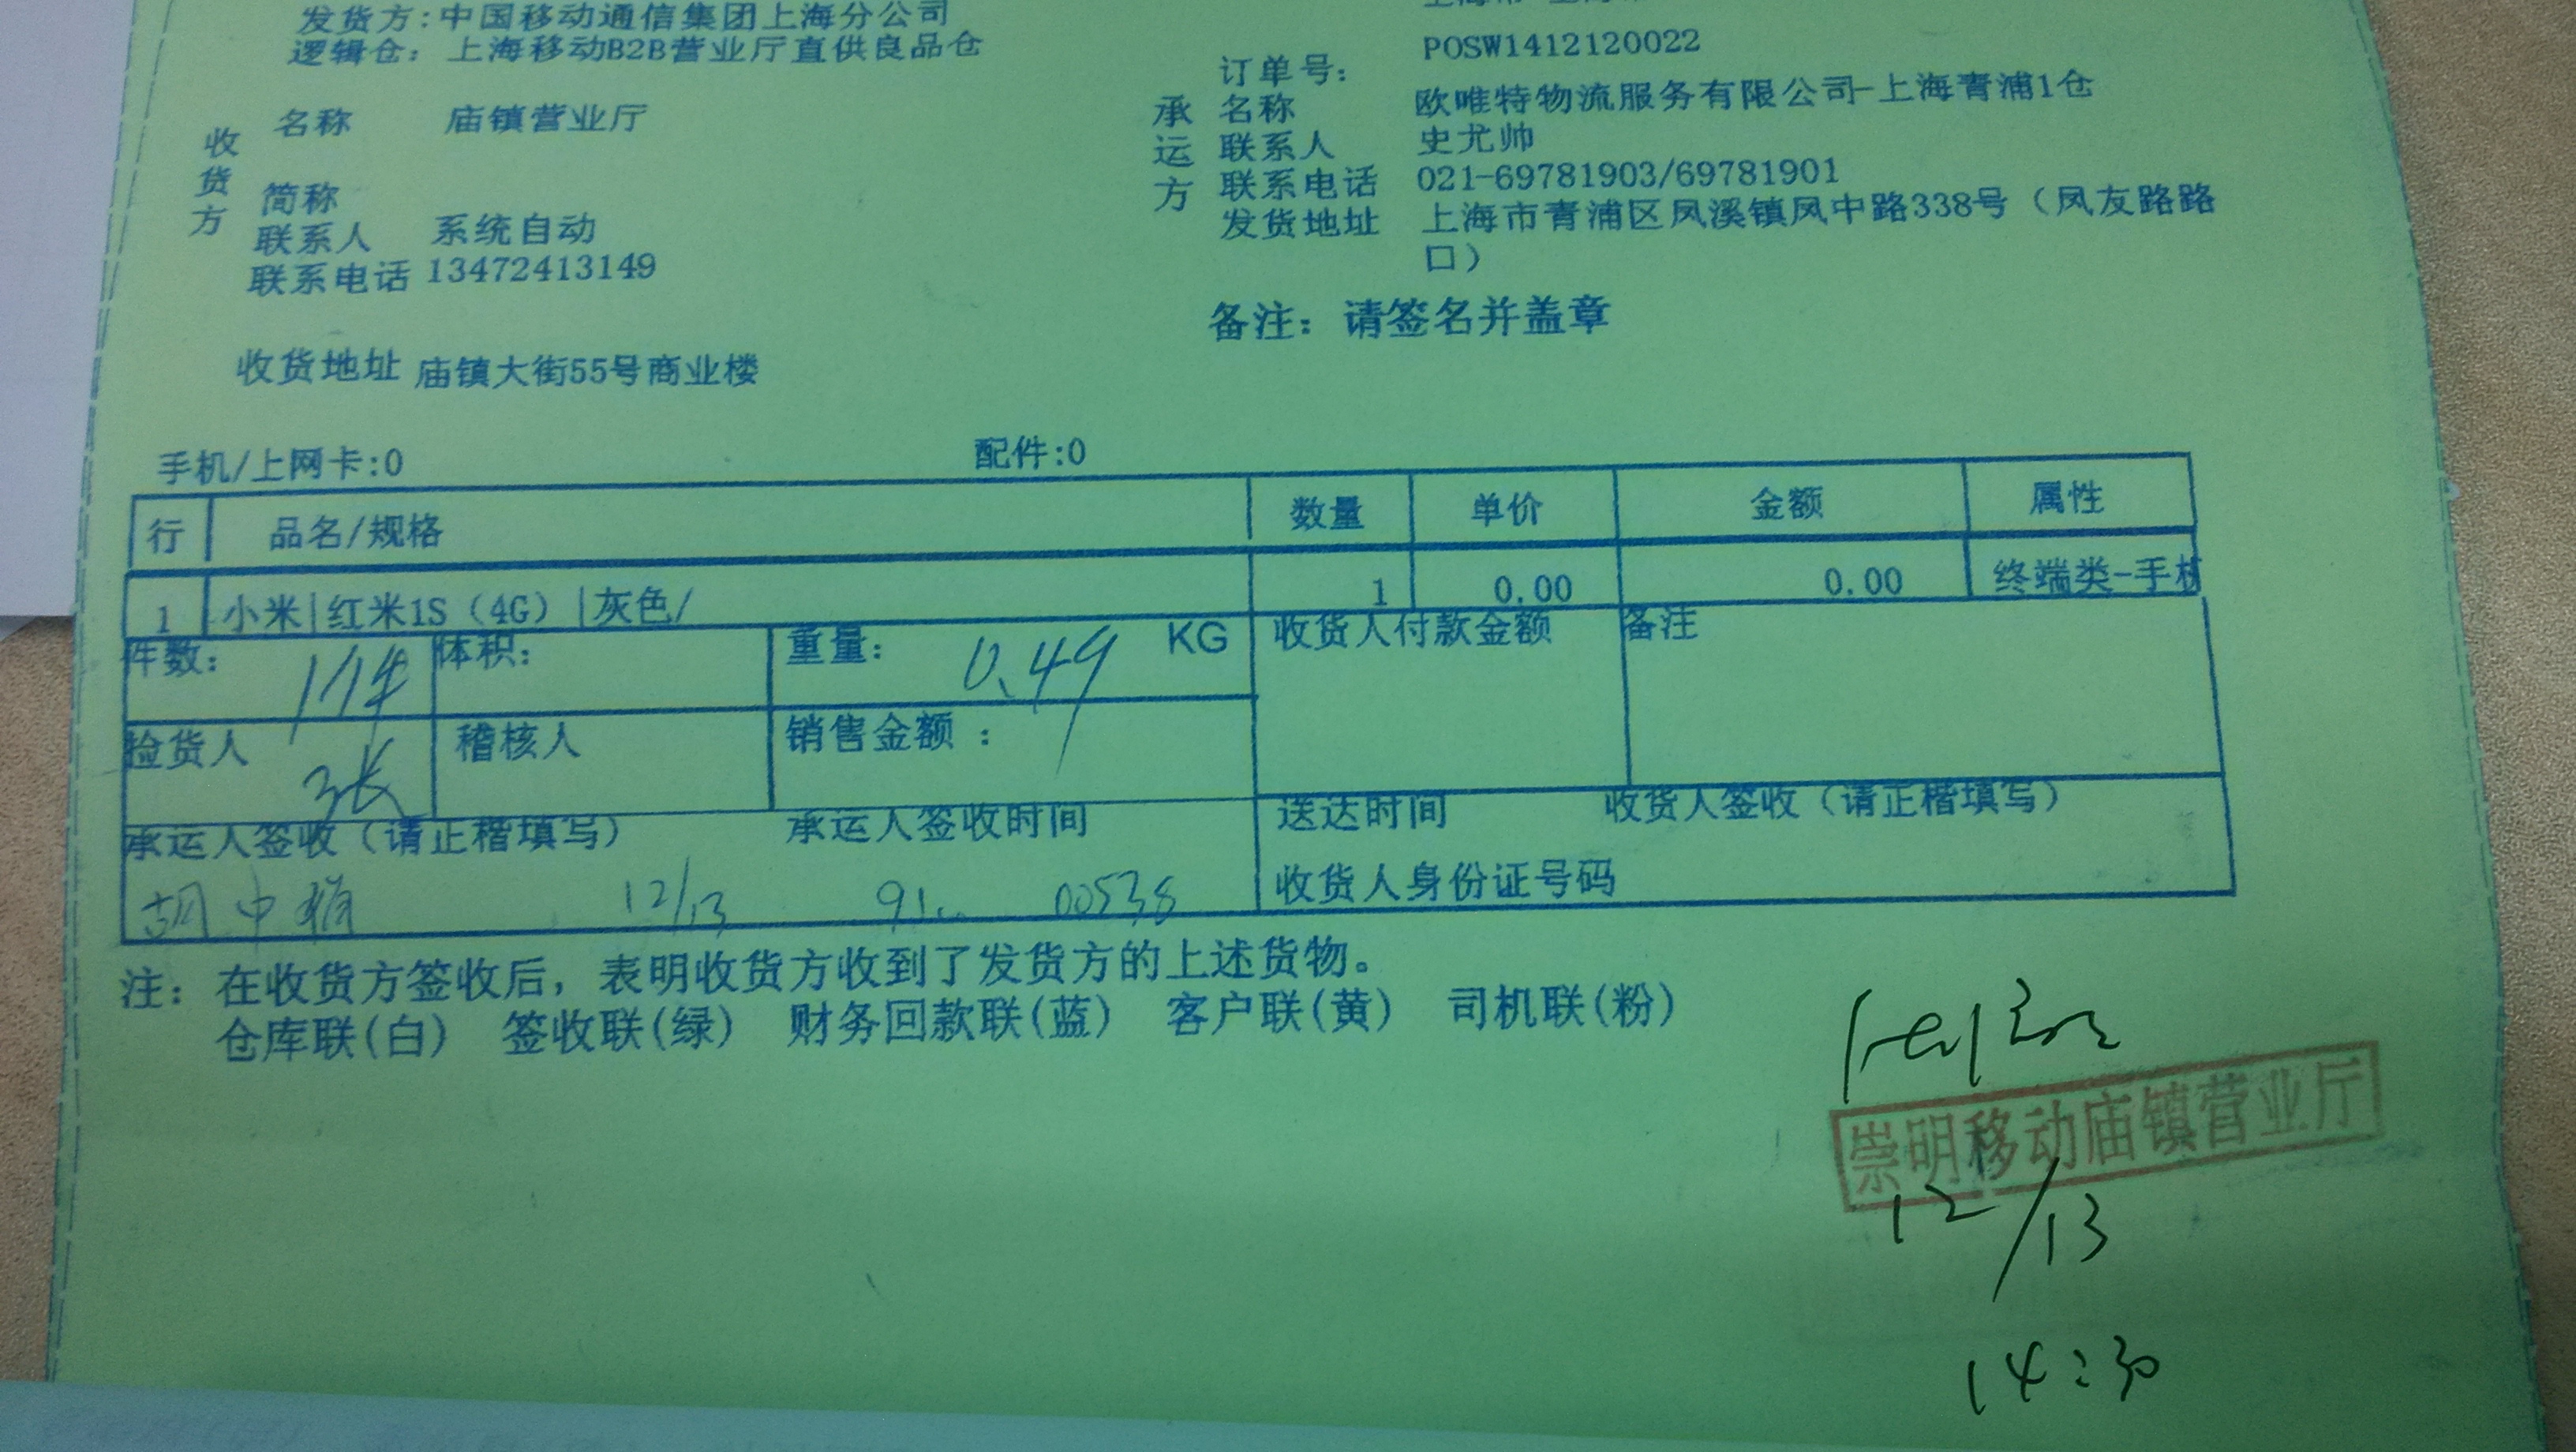 发货方:中国移动通信集团上海分公司
逻辑仓: 上海移动B2B营业厅直供良品仓
订单号: POSW1412120022
收货方
名称 庙镇营业厅
简称
联系人 系统自动
联系电话 13472413149
收货地址 庙镇大街55号商业楼
承运方
名称 欧唯特物流服务有限公司-上海青浦1仓
联系人 史尤帅
联系电话 021-69781903/69781901
发货地址 上海市青浦区凤溪镇凤中路338号（凤友路路
口）
备注: 请签名并盖章
手机/上网卡:0 配件:0
行 品名/规格 数量 单价 金额 属性
1 小米|红米1S（4G）|灰色/ 1 0.00 0.00 终端类-手机
件数: 1件 体积: 重量: 0.49 KG 收货人付款金额 备注
捡货人 张 稽核人 销售金额 :
承运人签收（请正楷填写） 承运人签收时间 送达时间 收货人签收（请正楷填写）
胡中 12/13 00538 收货人身份证号码
注: 在收货方签收后, 表明收货方收到了发货方的上述货物。
仓库联(白) 签收联(绿) 财务回款联(蓝) 客户联(黄) 司机联(粉)
崇明移动庙镇营业厅
12/13
14:30